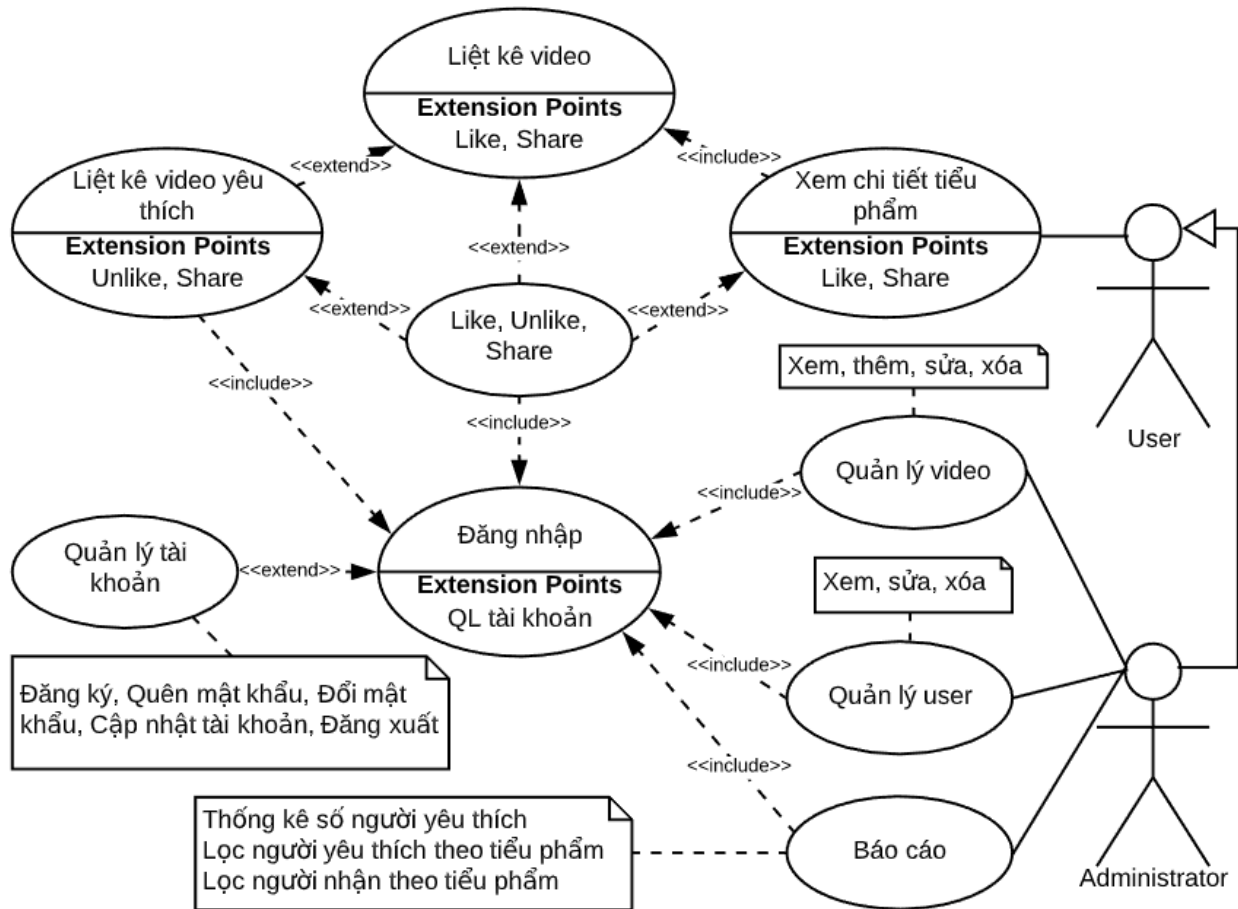 Liệt kê video
Extension Points
Like, Share
<<extend>>
<<include>>
Liệt kê video yêu
thích
Extension Points
Unlike, Share
Xem chi tiết tiểu
phẩm
Extension Points
Like, Share
<<extend>>
<<extend>>
<<extend>>
Like, Unlike,
Share
Xem, thêm, sửa, xóa
<<include>>
<<include>>
User
Quản lý video
<<include>>
Đăng nhập
Extension Points
QL tài khoản
Quản lý tài
khoản
<<extend>>
Xem, sửa, xóa
<<include>>
Quản lý user
Đăng ký, Quên mật khẩu, Đổi mật
khẩu, Cập nhật tài khoản, Đăng xuất
<<include>>
Thống kê số người yêu thích
Lọc người yêu thích theo tiểu phẩm
Lọc người nhận theo tiểu phẩm
Báo cáo
Administrator